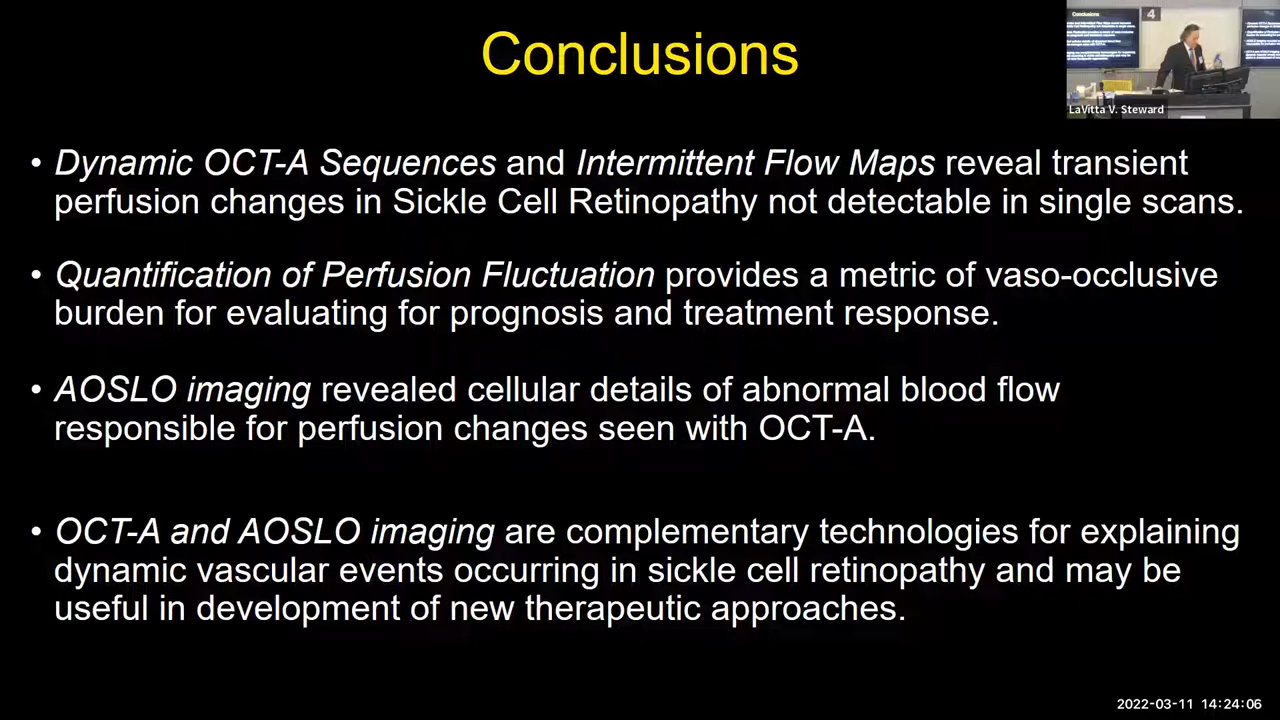 Conclusions
4
LaVitta V. Steward
• Dynamic OCT-A Sequences and Intermittent Flow Maps reveal transient
perfusion changes in Sickle Cell Retinopathy not detectable in single scans.
• Quantification of Perfusion Fluctuation provides a metric of vaso-occlusive
burden for evaluating for prognosis and treatment response.
• AOSLO imaging revealed cellular details of abnormal blood flow
responsible for perfusion changes seen with OCT-A.
• OCT-A and AOSLO imaging are complementary technologies for explaining
dynamic vascular events occurring in sickle cell retinopathy and may be
useful in development of new therapeutic approaches.
2022-03-11 14:24:06